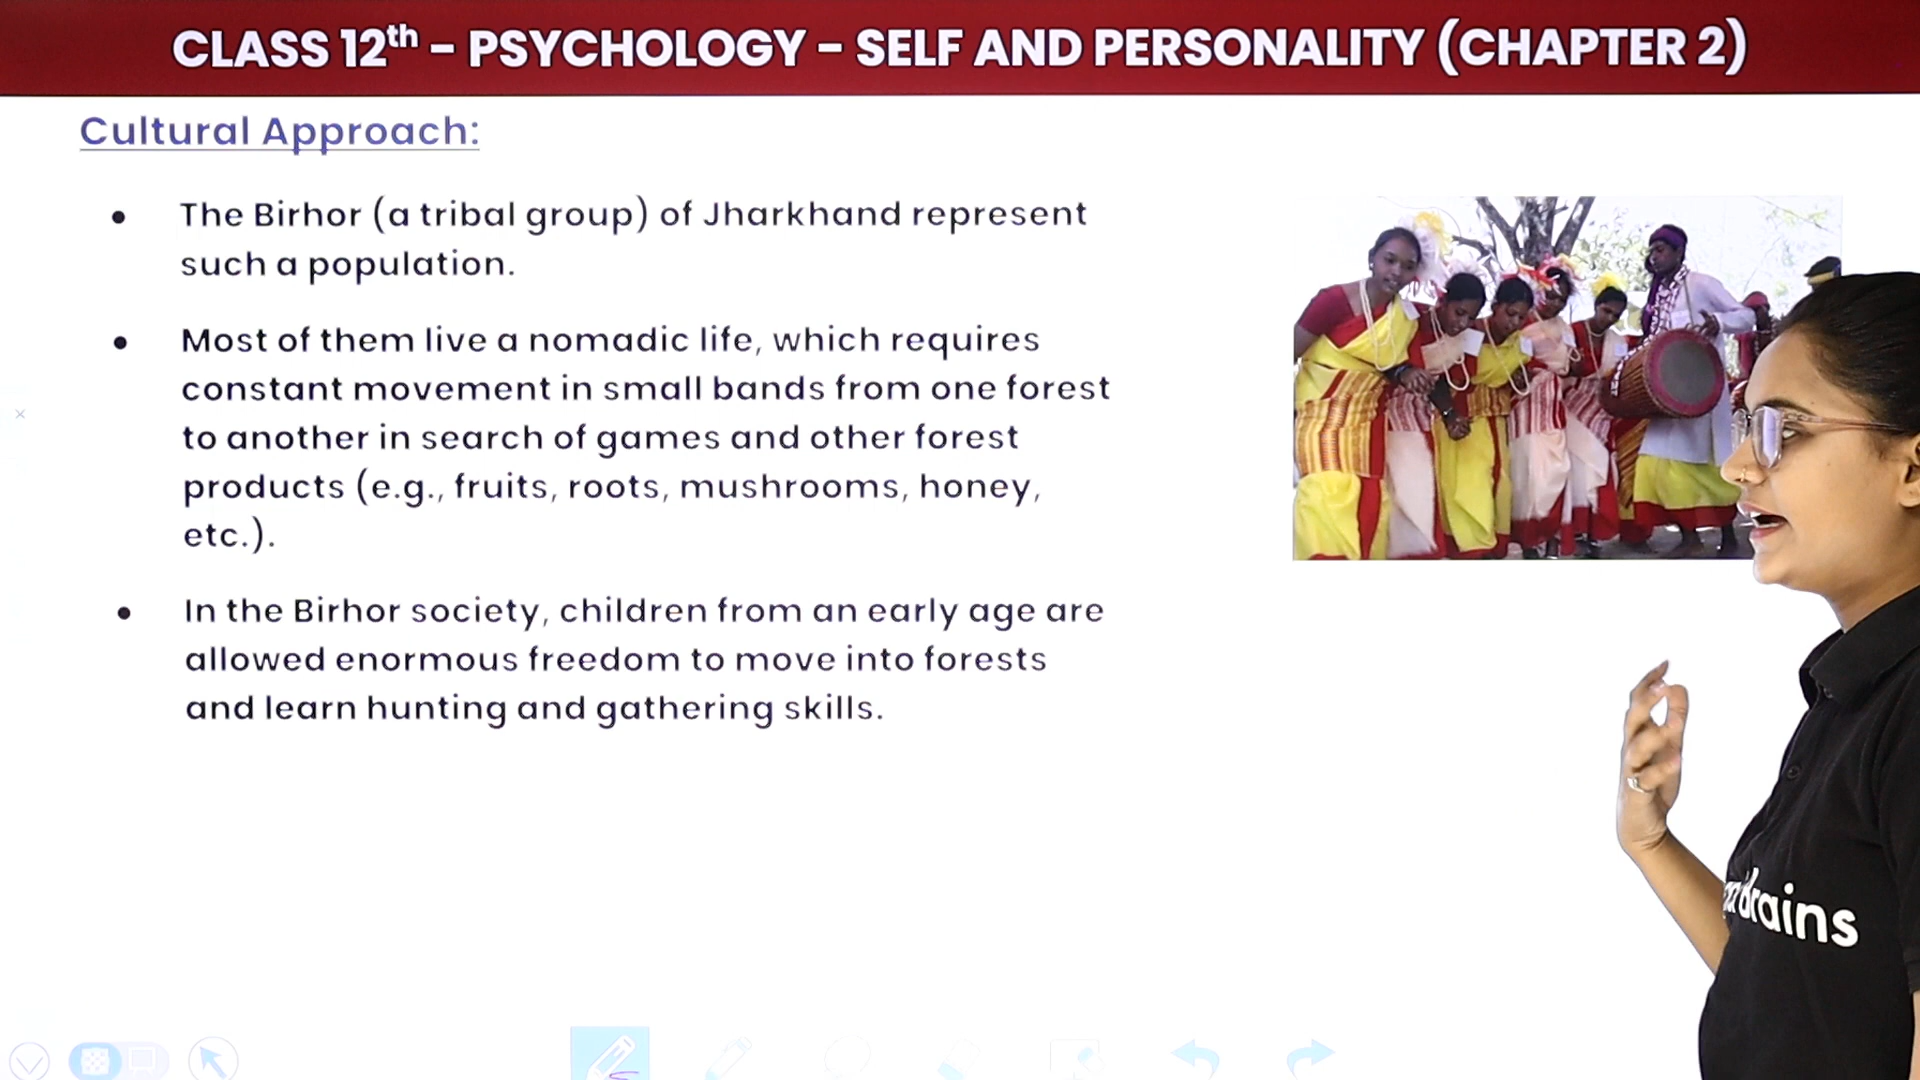 CLASS 12th – PSYCHOLOGY – SELF AND PERSONALITY (CHAPTER 2)
Cultural Approach:
• The Birhor (a tribal group) of Jharkhand represent
such a population.
• Most of them live a nomadic life, which requires
constant movement in small bands from one forest
to another in search of games and other forest
products (e.g., fruits, roots, mushrooms, honey,
etc.).
• In the Birhor society, children from an early age are
allowed enormous freedom to move into forests
and learn hunting and gathering skills.
brains